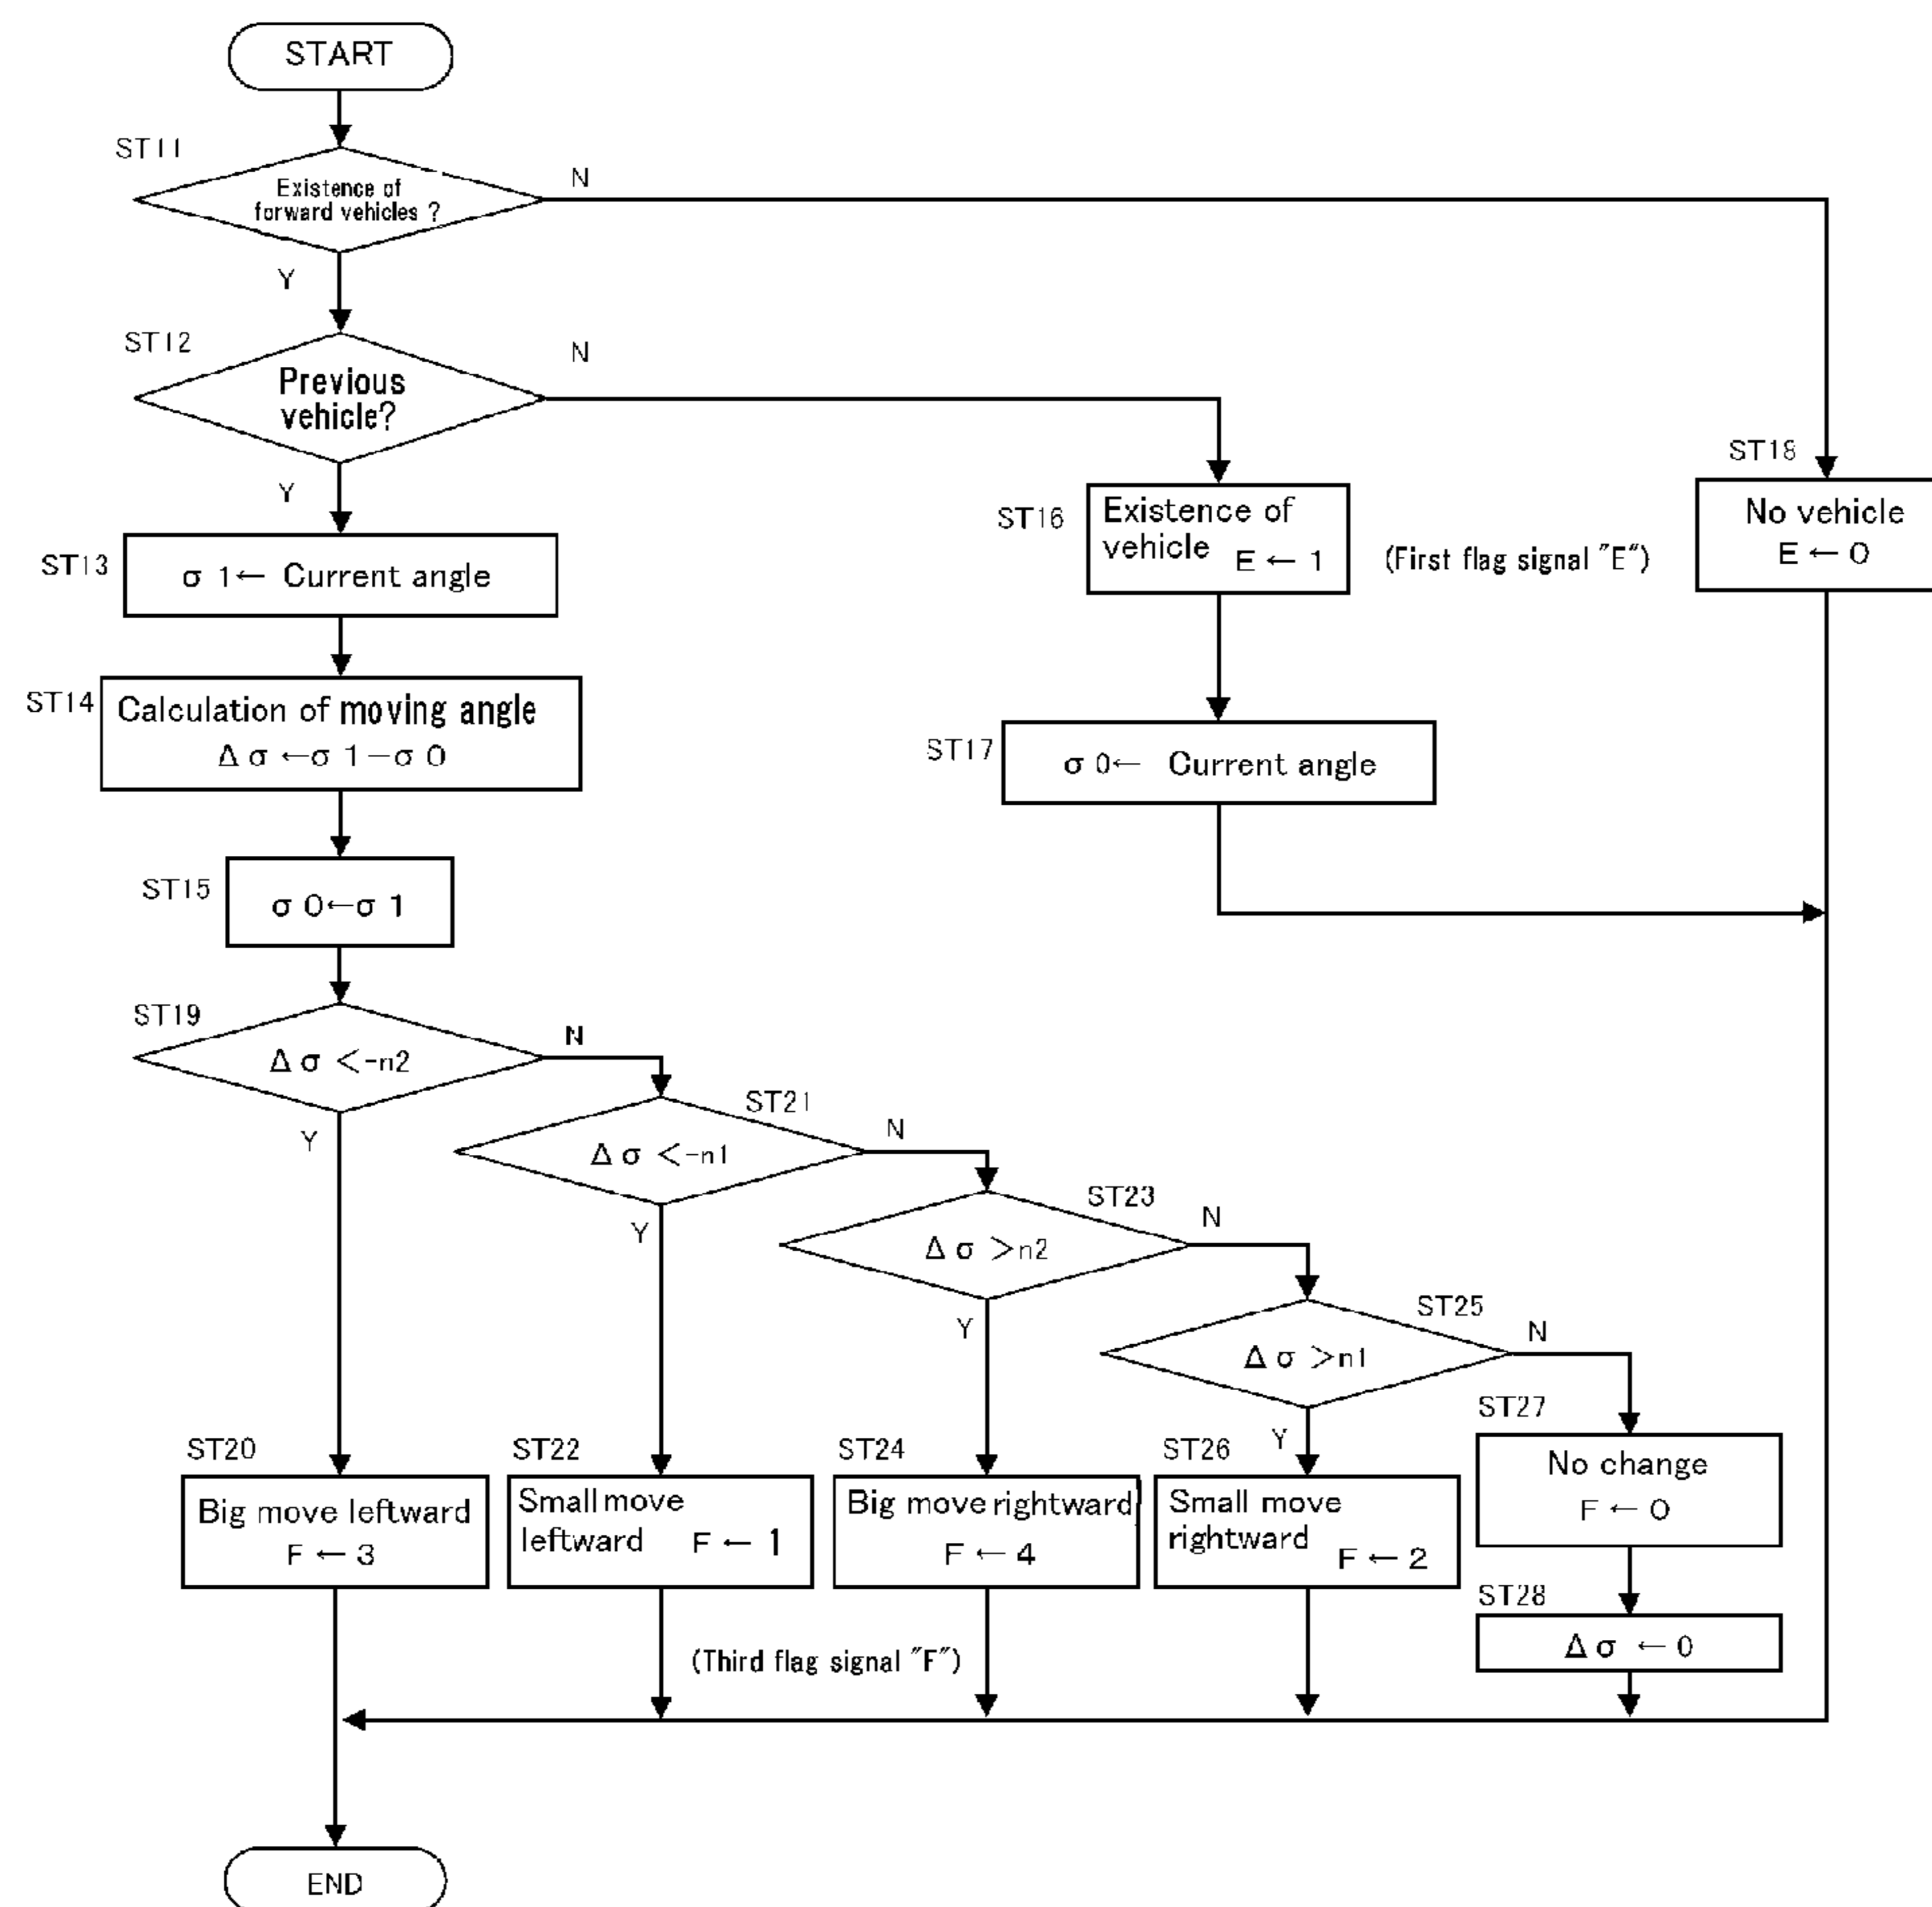 START
ST11
Existence of
forward vehicles ?
N
Y
ST12
Previous
vehicle?
N
Y
ST13
σ 1← Current angle
ST14
Calculation of moving angle
Δ σ ←σ 1−σ 0
ST15
σ 0←σ 1
ST16
Existence of
vehicle E ← 1
(First flag signal "E")
ST17
σ 0← Current angle
ST18
No vehicle
E ← 0
ST19
Δ σ <-n2
N
Y
ST21
Δ σ <-n1
N
Y
ST23
Δ σ >n2
N
Y
ST25
Δ σ >n1
N
Y
ST20
Big move leftward
F ← 3
ST22
Small move
leftward F ← 1
ST24
Big move rightward
F ← 4
ST26
Small move
rightward F ← 2
ST27
No change
F ← 0
ST28
Δ σ ← 0
(Third flag signal "F")
END